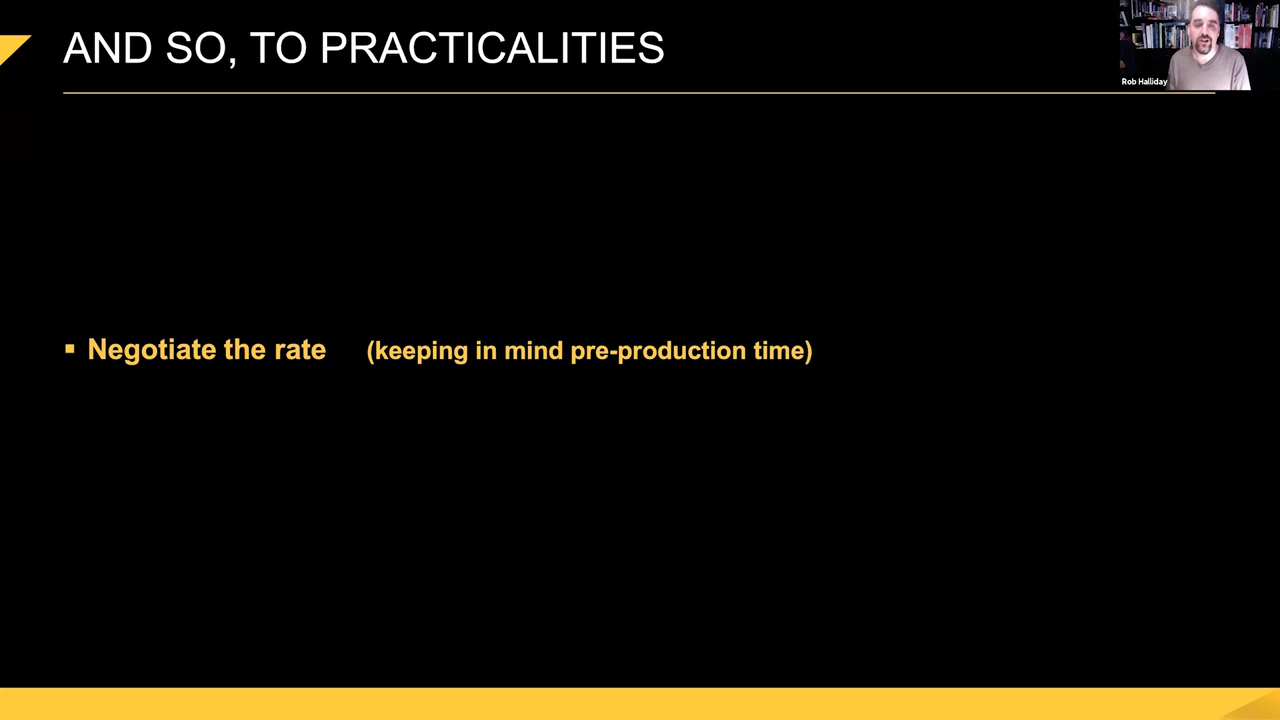 AND SO, TO PRACTICALITIES
Rob Halliday
▪ Negotiate the rate (keeping in mind pre-production time)